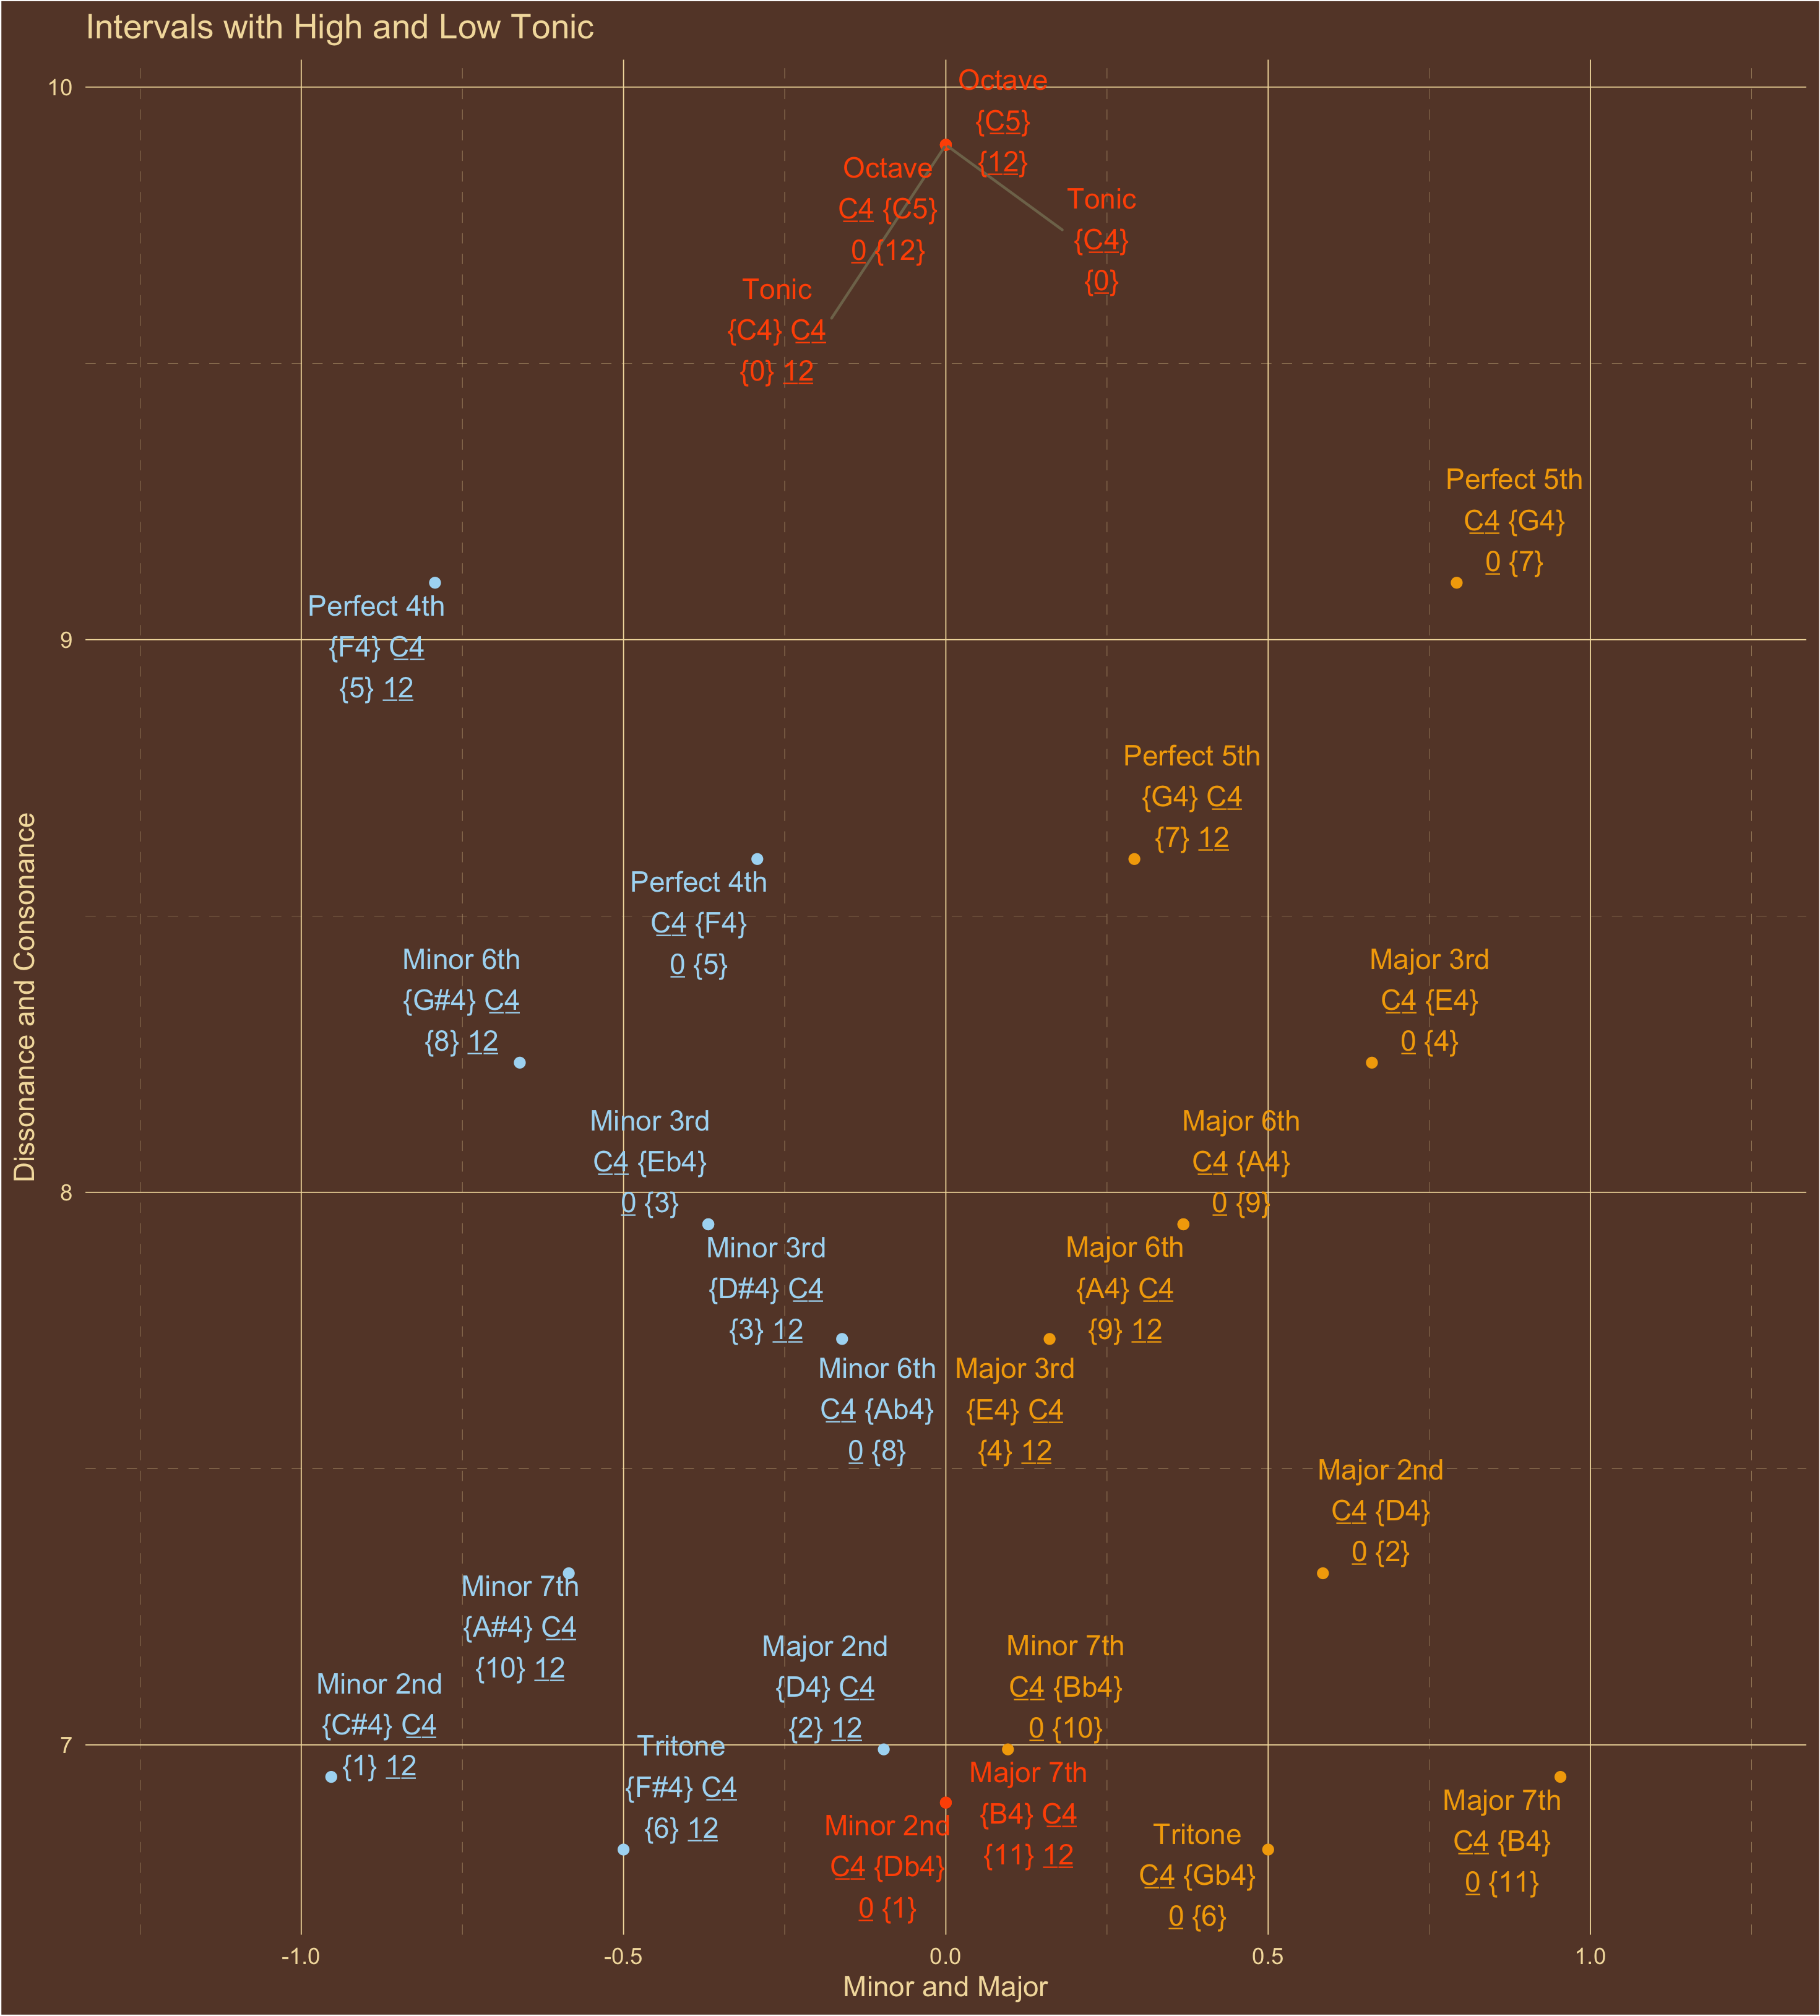 Intervals with High and Low Tonic
10
Octave
{C5}
{12}
Octave
C4 {C5}
0 {12}
Tonic
{C4}
{0}
Tonic
{C4} C4
{0} 12
Perfect 5th
C4 {G4}
0 {7}
Perfect 4th
{F4} C4
{5} 12
9
Perfect 5th
{G4} C4
{7} 12
Perfect 4th
C4 {F4}
0 {5}
Minor 6th
{G#4} C4
{8} 12
Major 3rd
C4 {E4}
0 {4}
Minor 3rd
C4 {Eb4}
0 {3}
Major 6th
C4 {A4}
0 {9}
8
Minor 3rd
{D#4} C4
{3} 12
Major 6th
{A4} C4
{9} 12
Minor 6th
C4 {Ab4}
0 {8}
Major 3rd
{E4} C4
{4} 12
Major 2nd
C4 {D4}
0 {2}
Minor 7th
{A#4} C4
{10} 12
Major 2nd
{D4} C4
{2} 12
Minor 7th
C4 {Bb4}
0 {10}
Minor 2nd
{C#4} C4
{1} 12
7
Tritone
{F#4} C4
{6} 12
Major 7th
{B4} C4
{11} 12
Minor 2nd
C4 {Db4}
0 {1}
Tritone
C4 {Gb4}
0 {6}
Major 7th
C4 {B4}
0 {11}
Dissonance and Consonance
-1.0 -0.5 0.0 0.5 1.0
Minor and Major